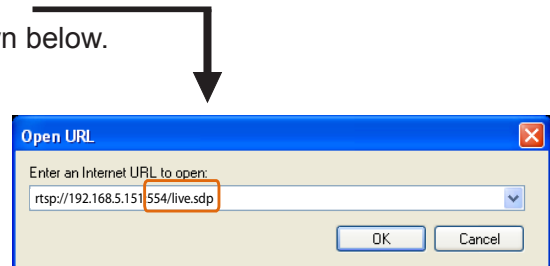 n below.
Open URL
Enter an Internet URL to open:
rtsp://192.168.5.151:554/live.sdp
OK Cancel